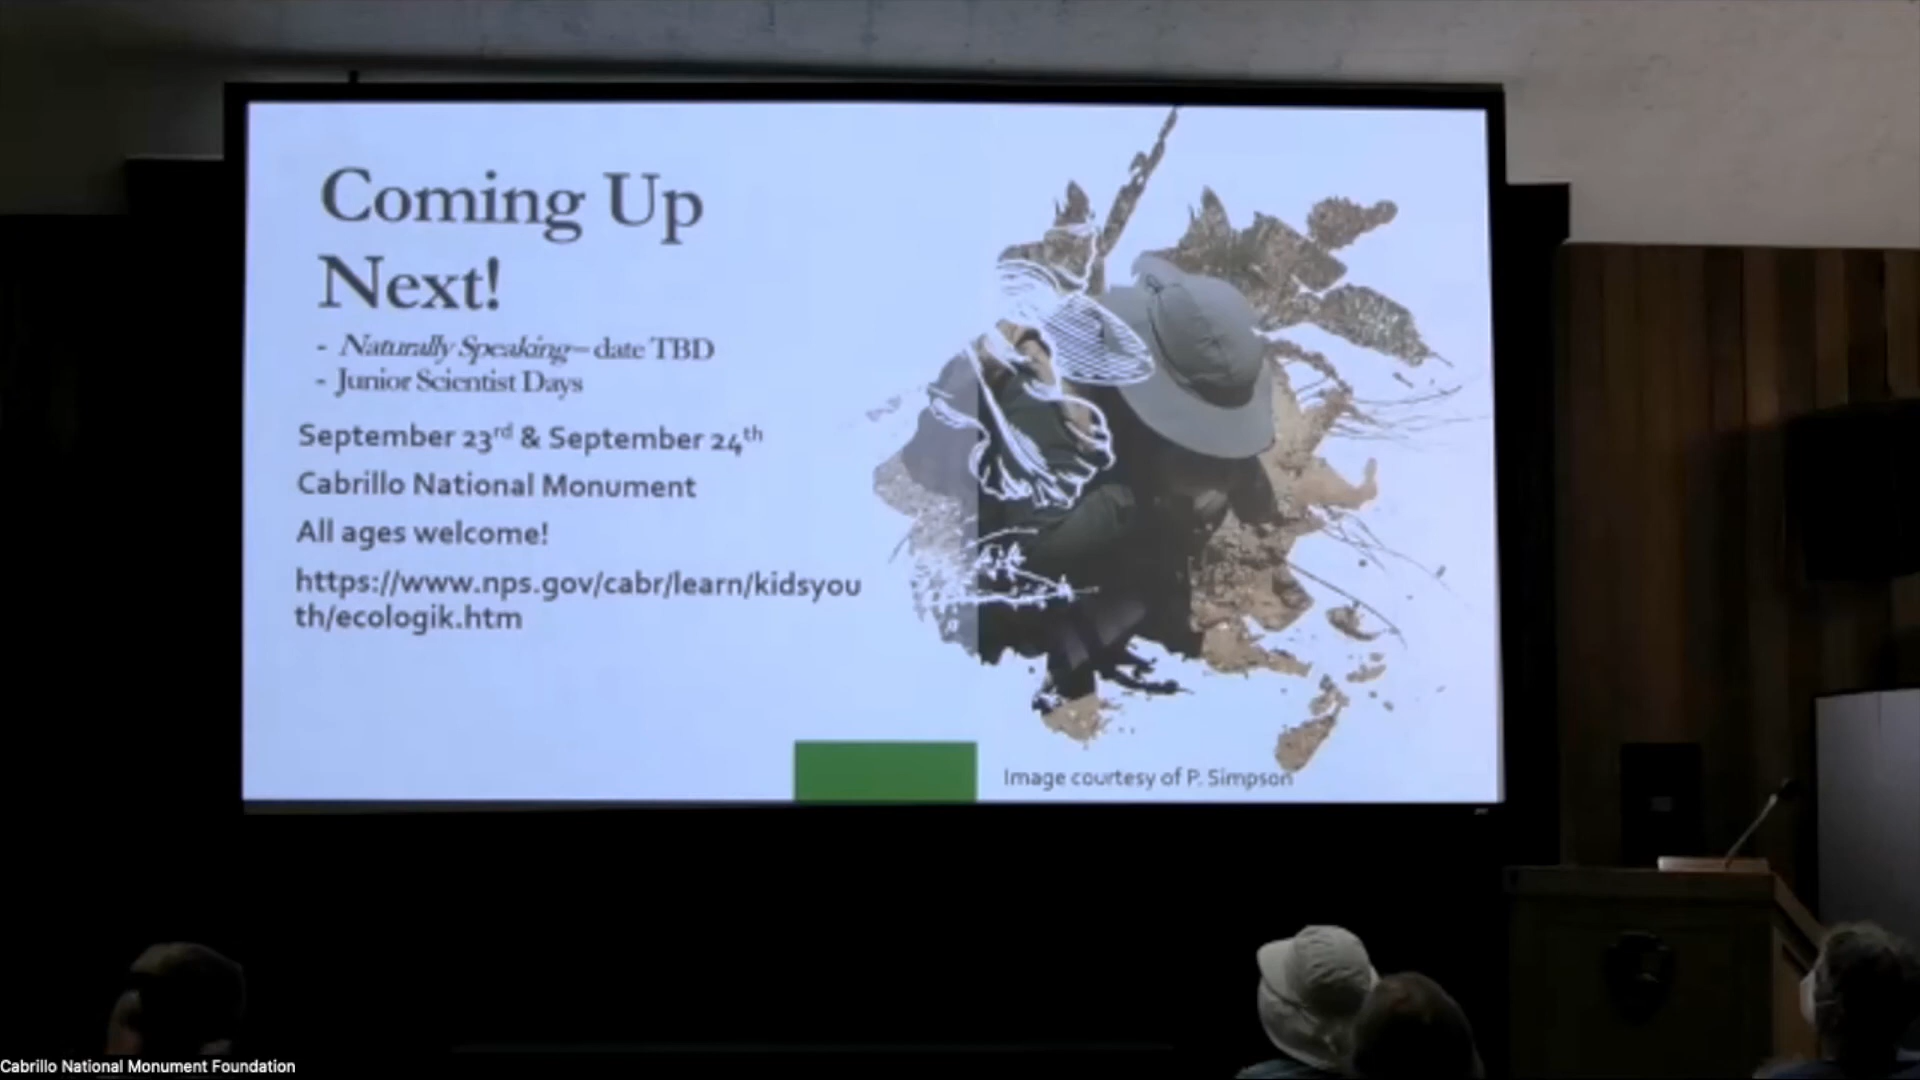 Coming Up
Next!
- Naturally Speaking– date TBD
- Junior Scientist Days
September 23rd & September 24th
Cabrillo National Monument
All ages welcome!
https://www.nps.gov/cabr/learn/kidsyou
th/ecologik.htm
Image courtesy of P. Simpson
Cabrillo National Monument Foundation